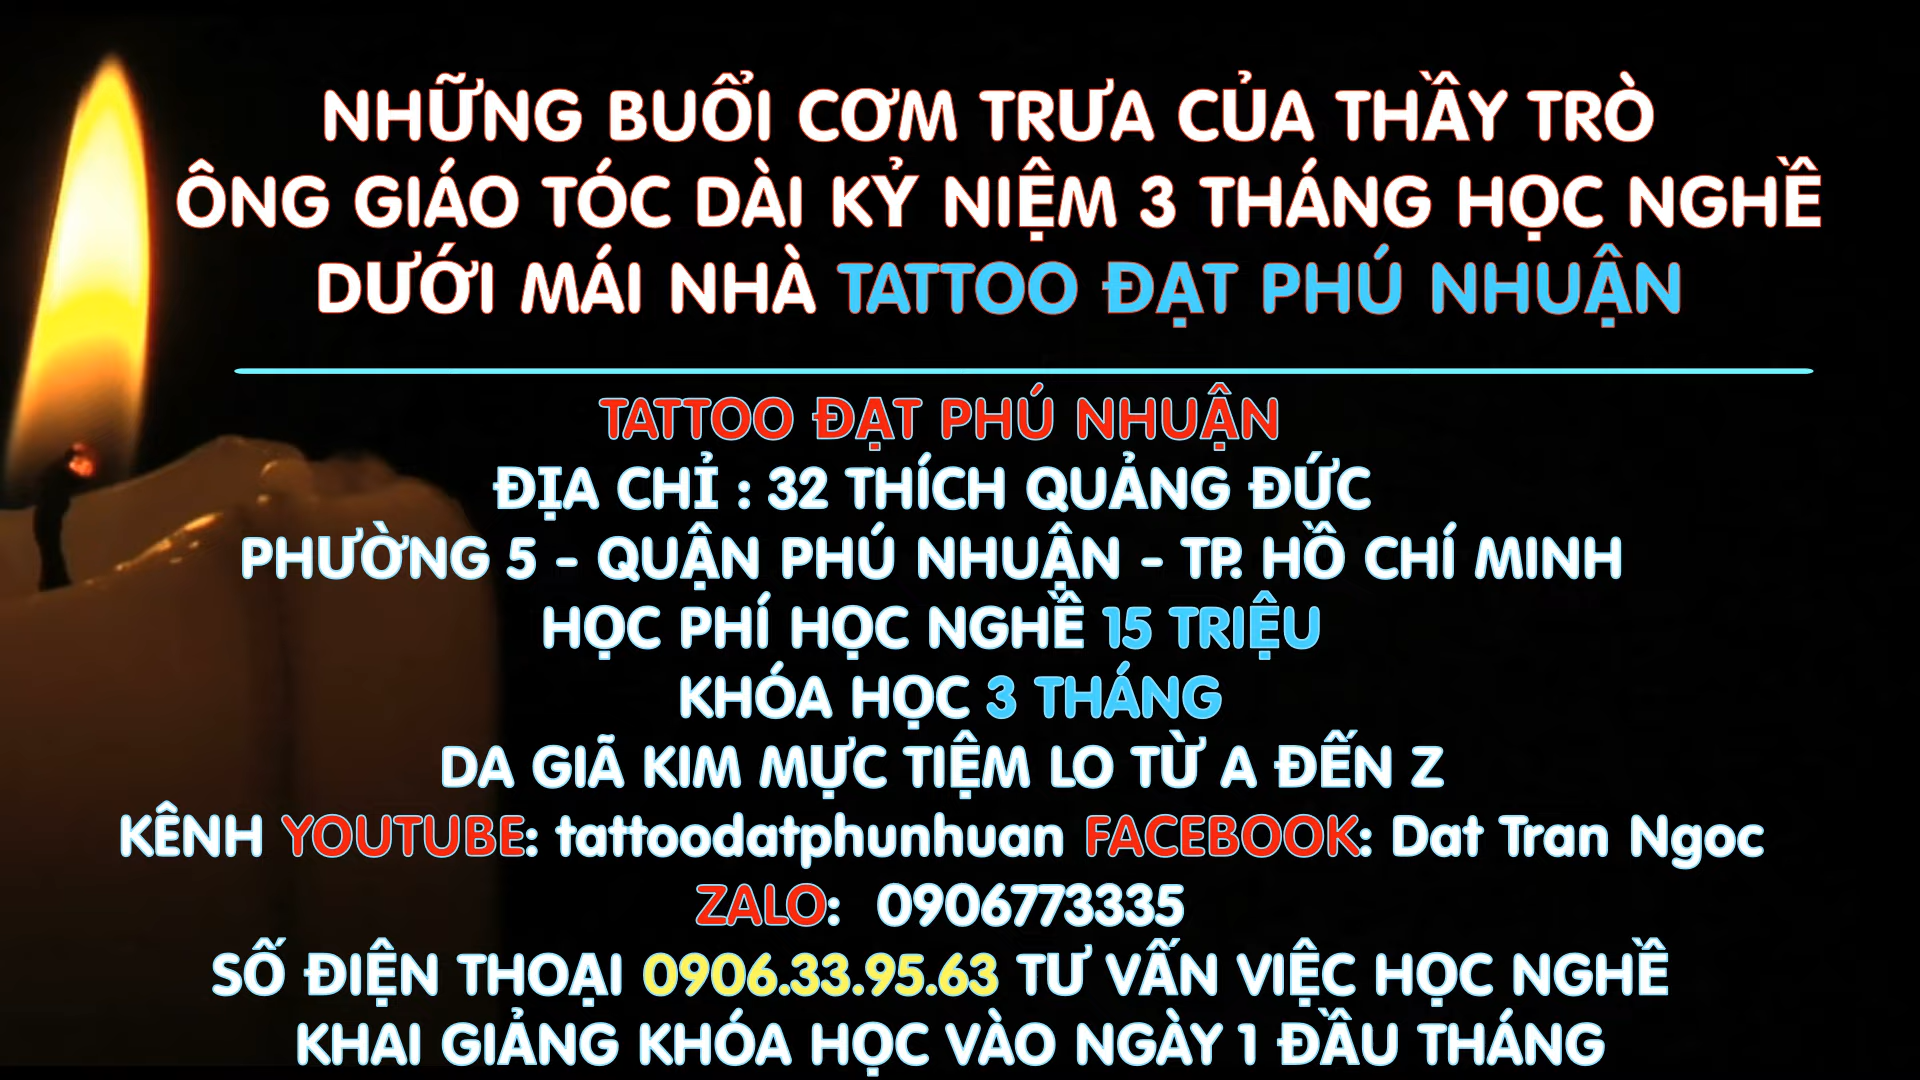 NHỮNG BUỔI CƠM TRƯA CỦA THẦY TRÒ
ÔNG GIÁO TÓC DÀI KỶ NIỆM 3 THÁNG HỌC NGHỀ
DƯỚI MÁI NHÀ TATTOO ĐẠT PHÚ NHUẬN
TATTOO ĐẠT PHÚ NHUẬN
ĐỊA CHỈ : 32 THÍCH QUẢNG ĐỨC
PHƯỜNG 5 - QUẬN PHÚ NHUẬN - TP. HỒ CHÍ MINH
HỌC PHÍ HỌC NGHỀ 15 TRIỆU
KHÓA HỌC 3 THÁNG
DA GIÃ KIM MỰC TIỆM LO TỪ A ĐẾN Z
KÊNH YOUTUBE: tattoodatphunhuan FACEBOOK: Dat Tran Ngoc
ZALO: 0906773335
SỐ ĐIỆN THOẠI 0906.33.95.63 TƯ VẤN VIỆC HỌC NGHỀ
KHAI GIẢNG KHÓA HỌC VÀO NGÀY 1 ĐẦU THÁNG